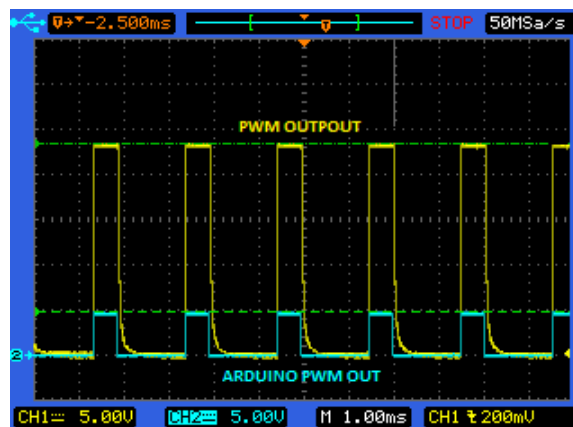 -2.500ms STOP 50MSa/s
PWM OUTPOUT
2
ARDUINO PWM OUT
CH1 5.00V CH2 5.00V M 1.00ms CH1 200mV